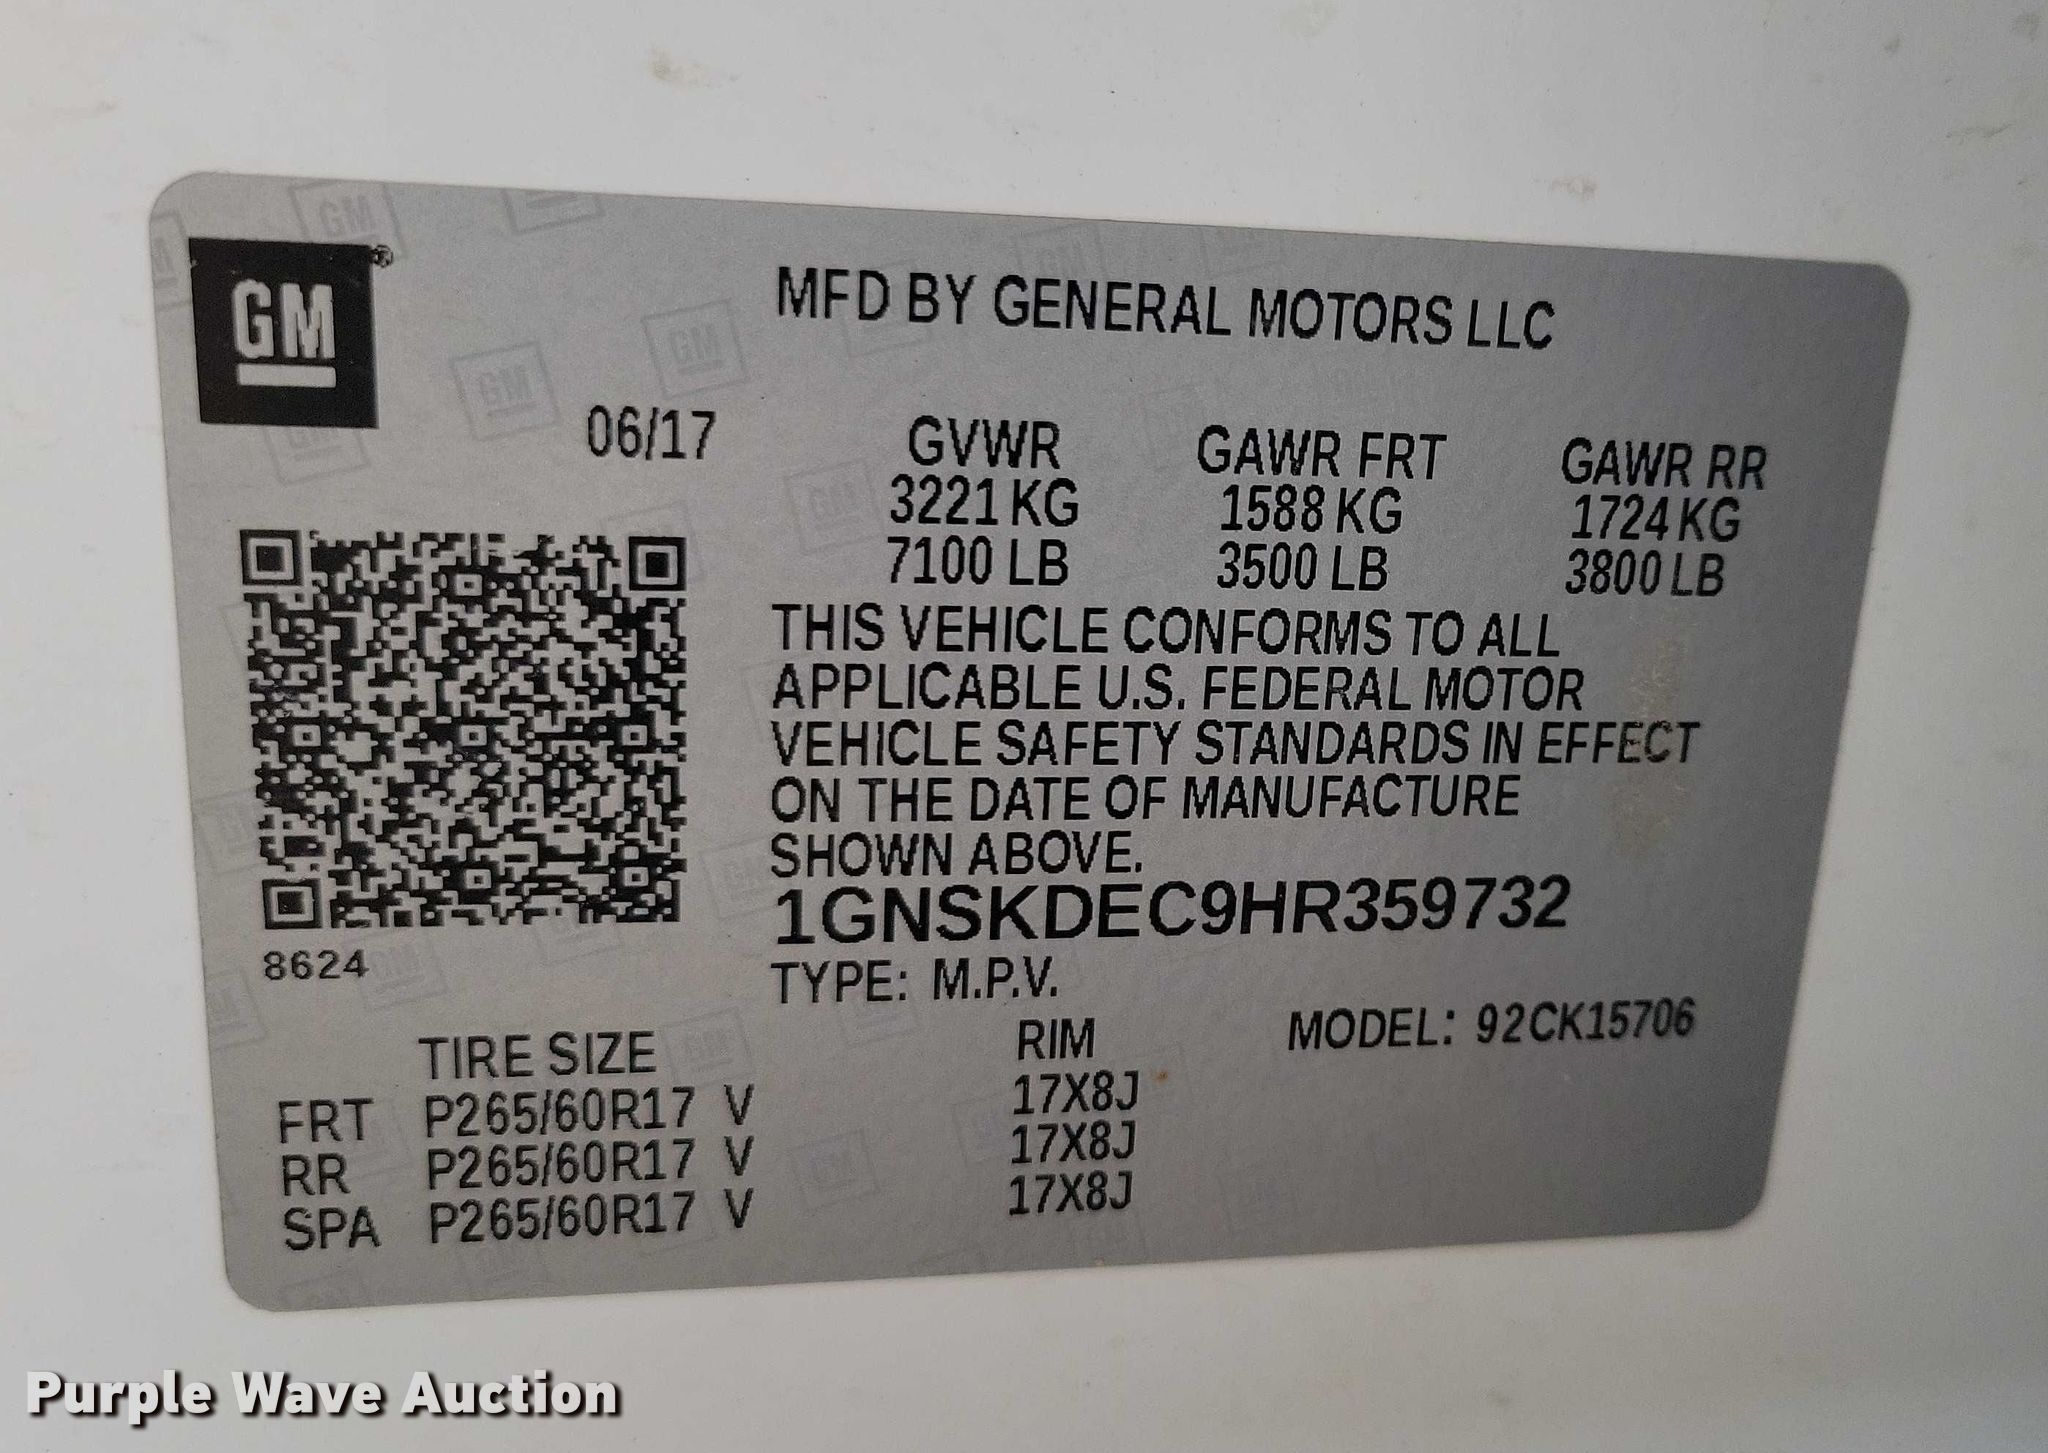 GM®
MFD BY GENERAL MOTORS LLC
06/17
GVWR GAWR FRT GAWR RR
3221 KG 1588 KG 1724 KG
7100 LB 3500 LB 3800 LB
THIS VEHICLE CONFORMS TO ALL
APPLICABLE U.S. FEDERAL MOTOR
VEHICLE SAFETY STANDARDS IN EFFECT
ON THE DATE OF MANUFACTURE
SHOWN ABOVE.
1GNSKDEC9HR359732
8624
TYPE: M.P.V.
MODEL: 92CK15706
TIRE SIZE RIM
FRT P265/60R17 V 17X8J
RR P265/60R17 V 17X8J
SPA P265/60R17 V 17X8J
Purple Wave Auction